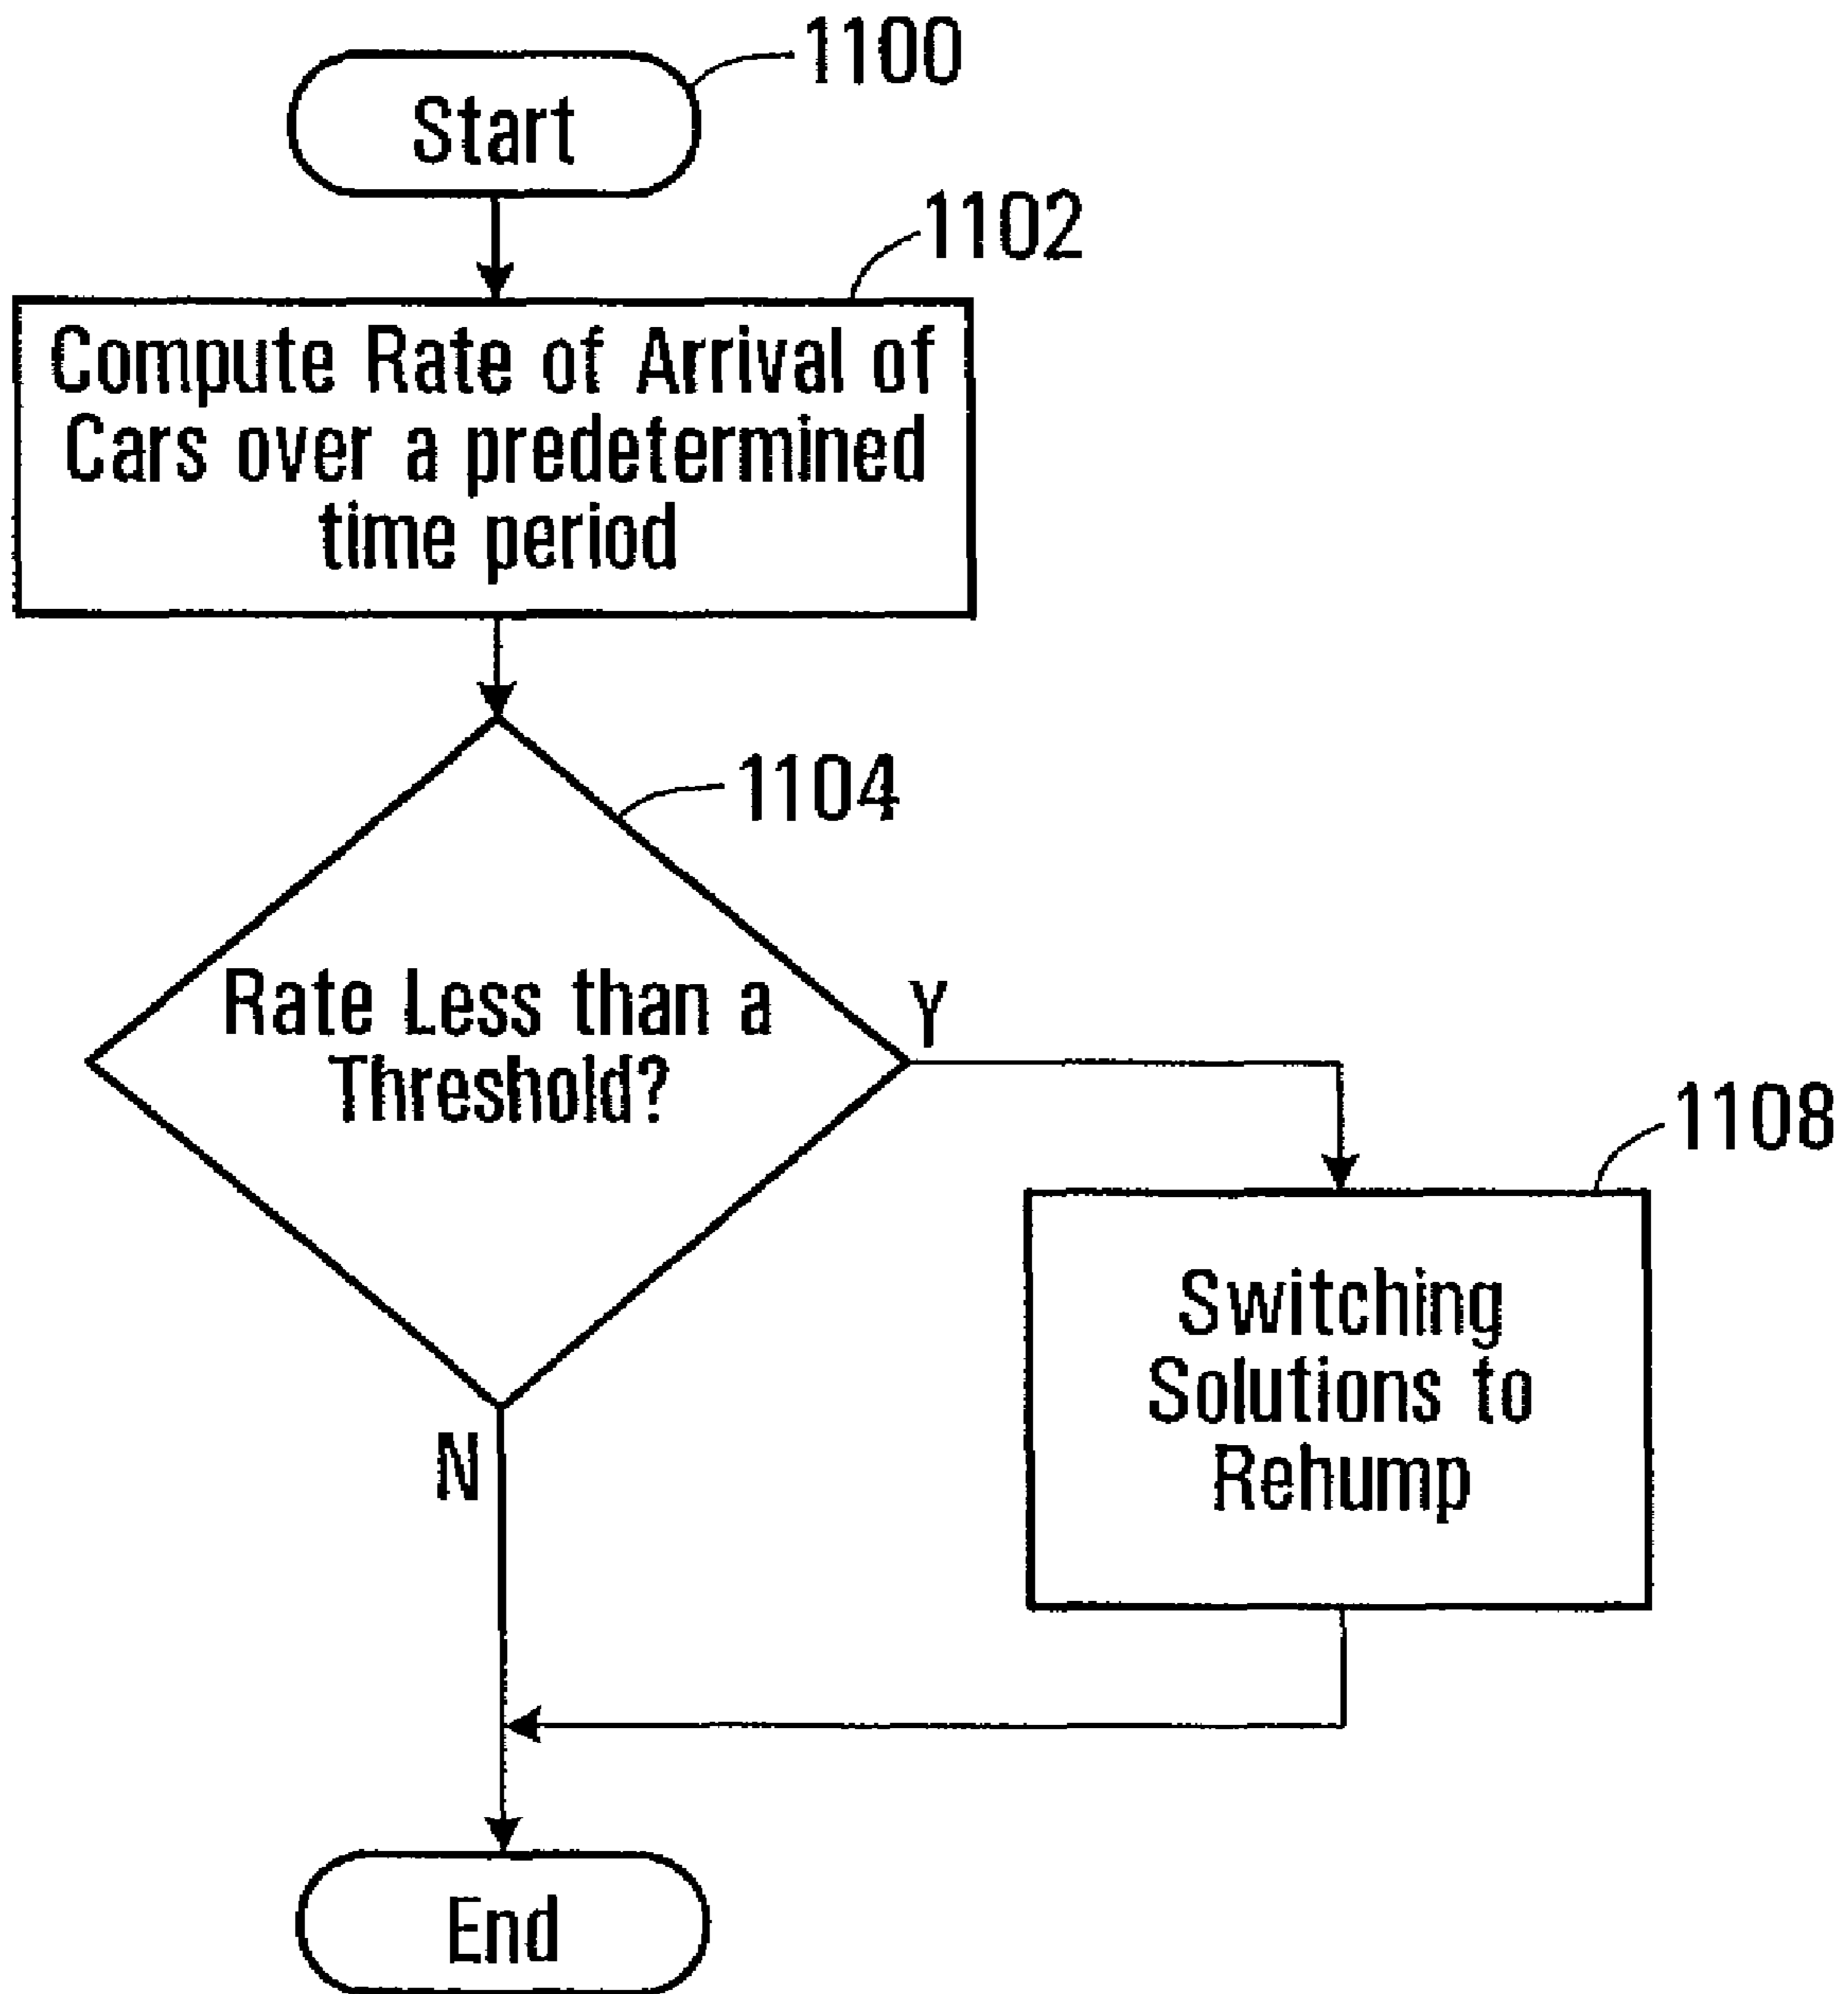 1100
Start
1102
Compute Rate of Arrival of
Cars over a predetermined
time period
1104
Rate Less than a
Threshold?
Y
N
1108
Switching
Solutions to
Rehump
End